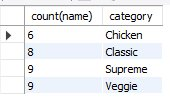 count(name) category
6 Chicken
8 Classic
9 Supreme
9 Veggie